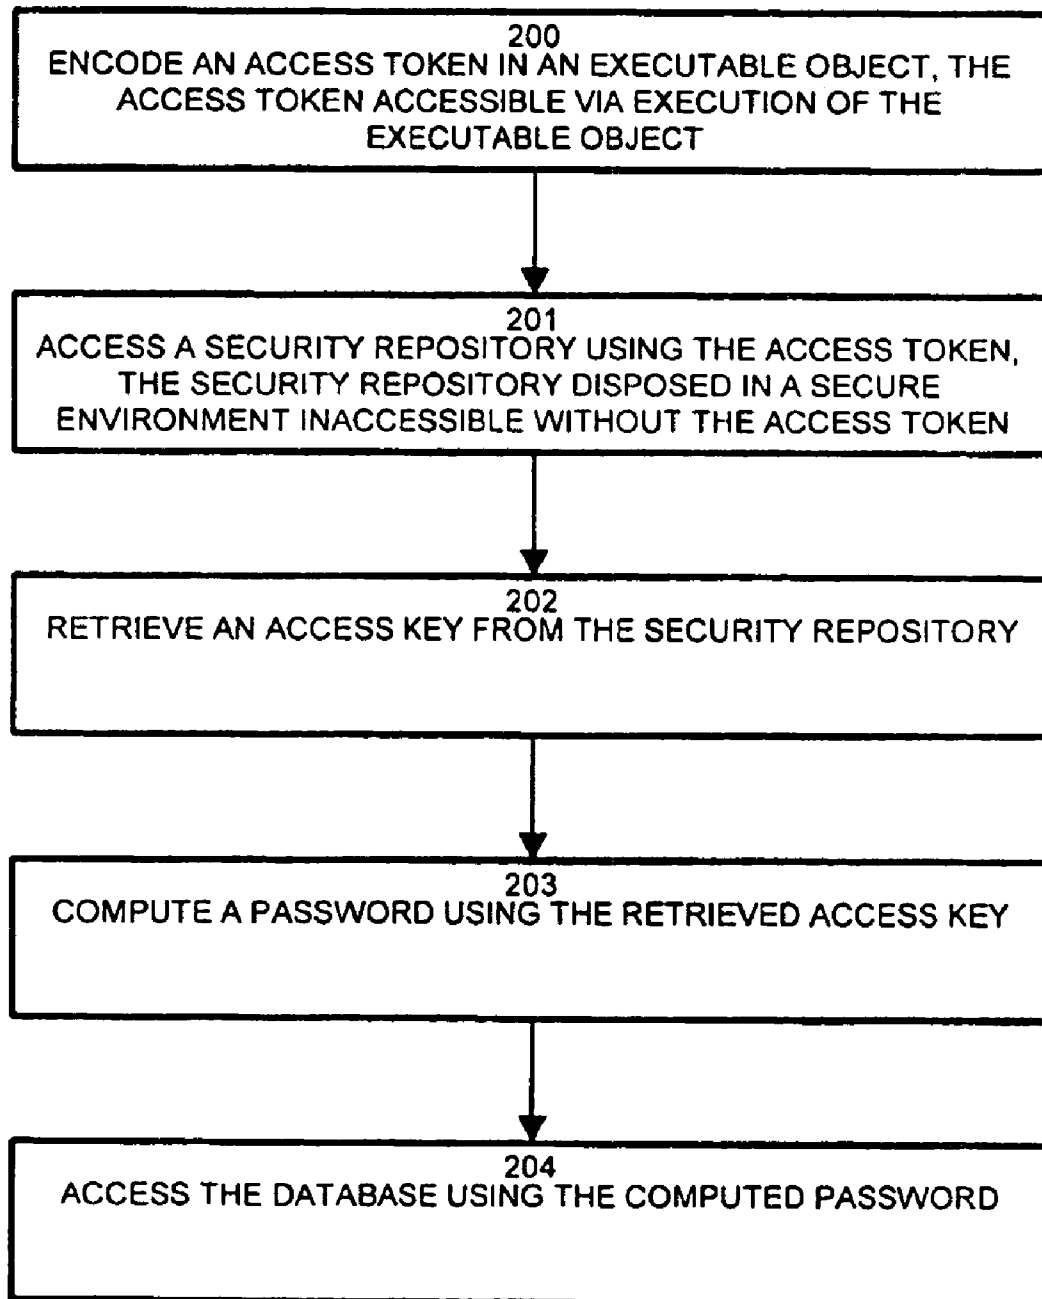 200
ENCODE AN ACCESS TOKEN IN AN EXECUTABLE OBJECT, THE
ACCESS TOKEN ACCESSIBLE VIA EXECUTION OF THE
EXECUTABLE OBJECT
201
ACCESS A SECURITY REPOSITORY USING THE ACCESS TOKEN,
THE SECURITY REPOSITORY DISPOSED IN A SECURE
ENVIRONMENT INACCESSIBLE WITHOUT THE ACCESS TOKEN
202
RETRIEVE AN ACCESS KEY FROM THE SECURITY REPOSITORY
203
COMPUTE A PASSWORD USING THE RETRIEVED ACCESS KEY
204
ACCESS THE DATABASE USING THE COMPUTED PASSWORD